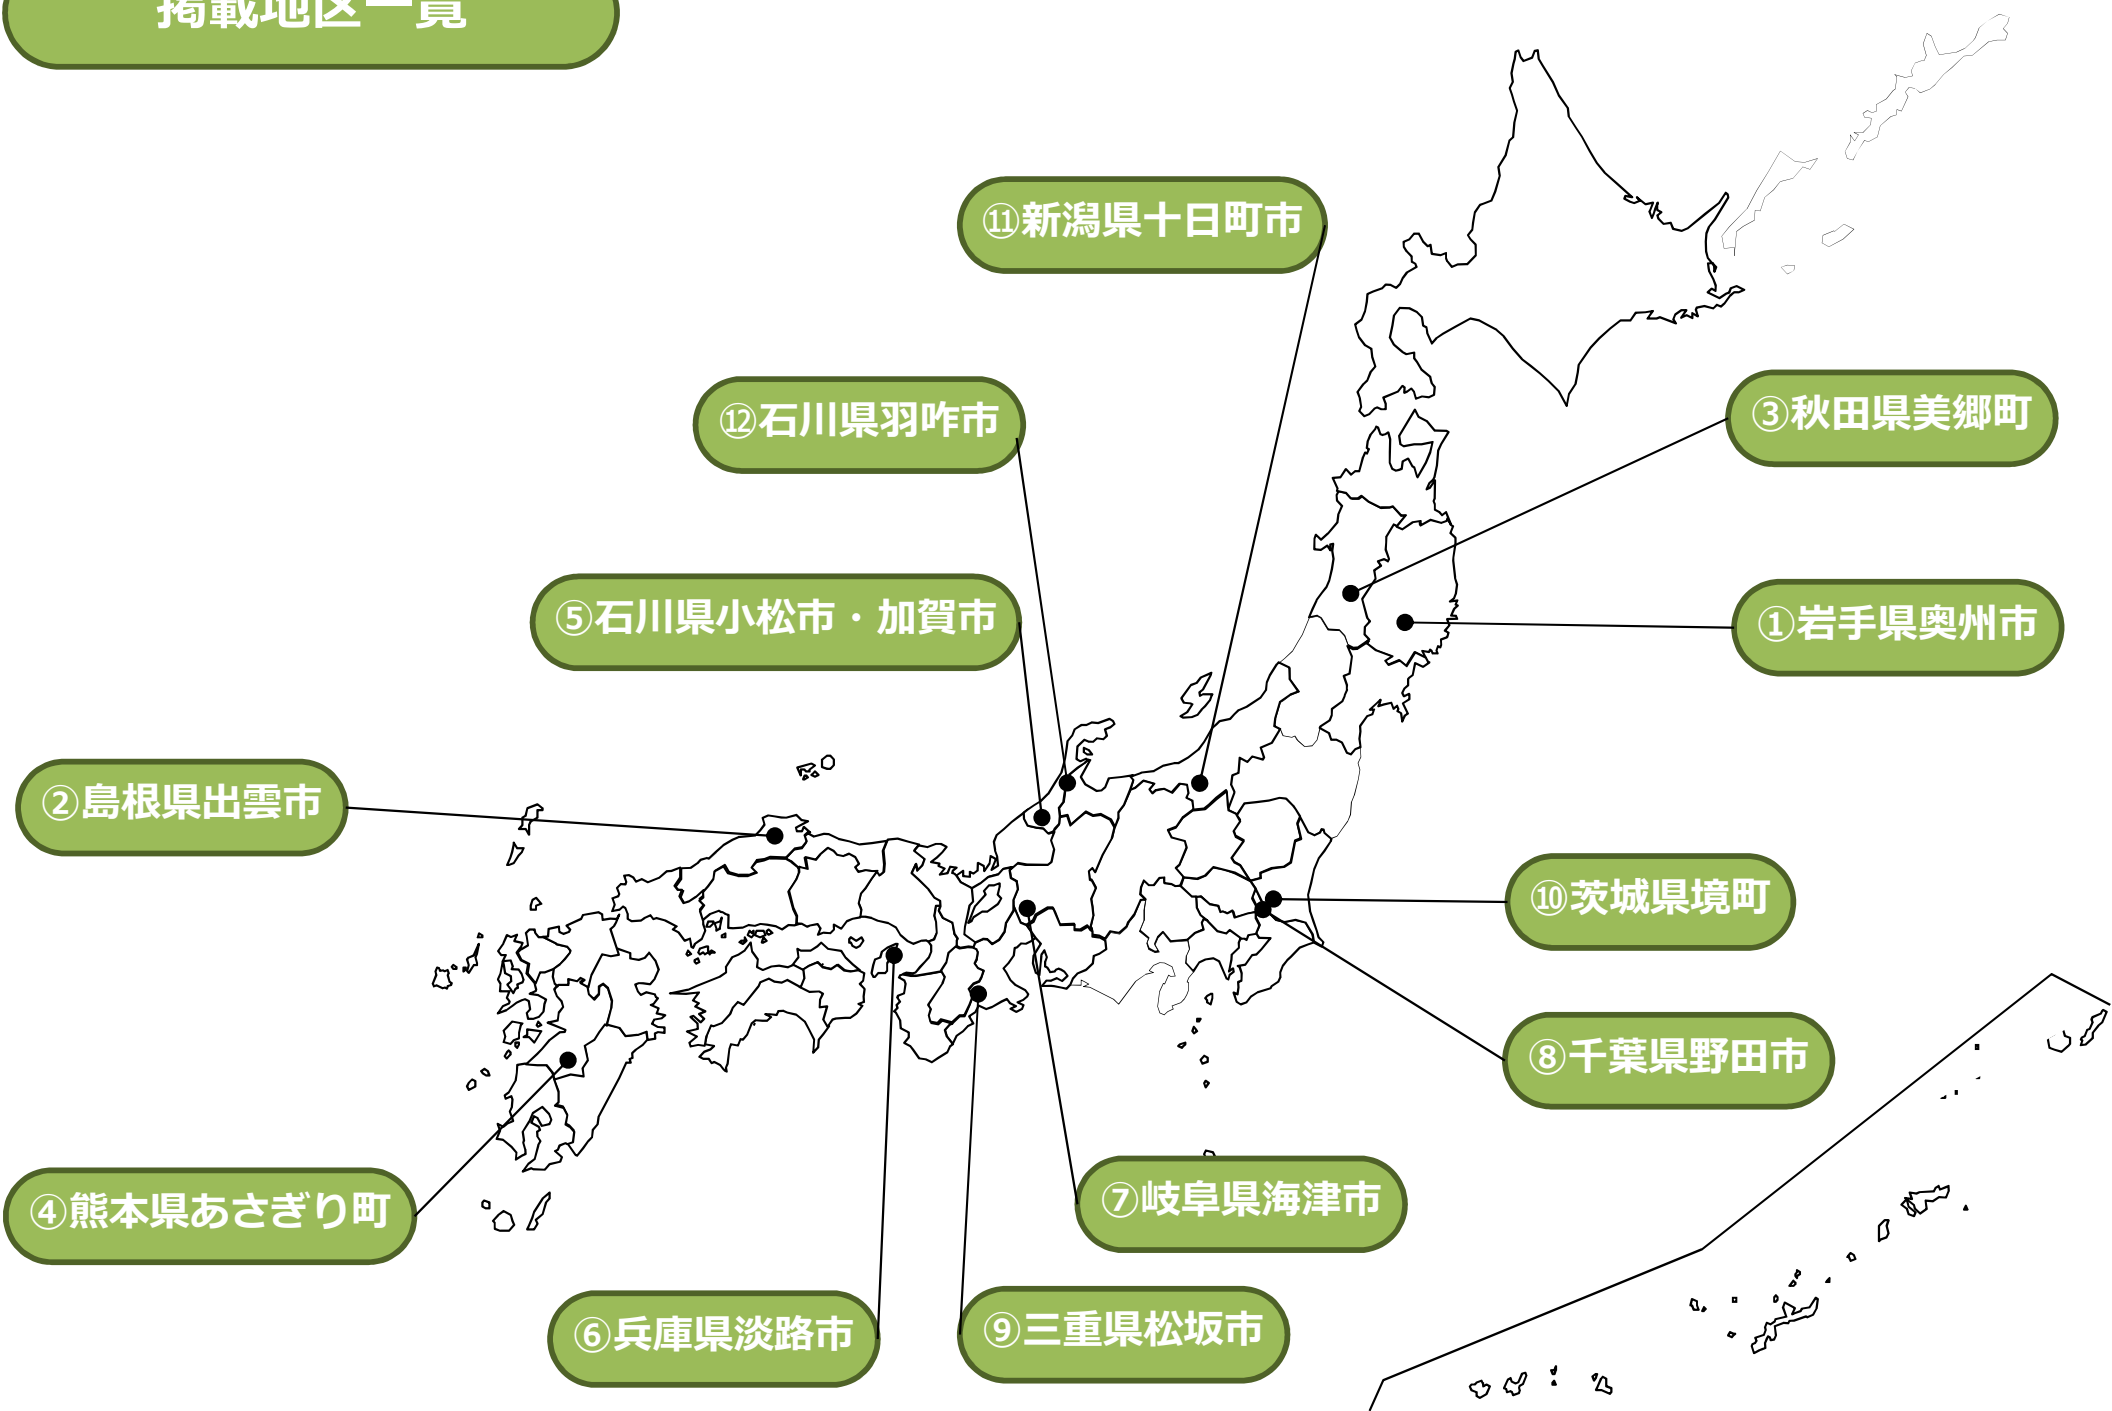 掲載地区一覧
⑪新潟県十日町市
③秋田県美郷町
⑫石川県羽咋市
⑤石川県小松市・加賀市
①岩手県奥州市
②島根県出雲市
⑩茨城県境町
⑧千葉県野田市
④熊本県あさぎり町
⑦岐阜県海津市
⑥兵庫県淡路市
⑨三重県松坂市